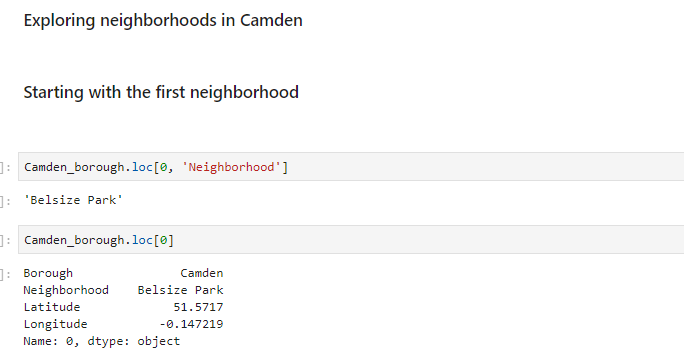 Exploring neighborhoods in Camden
Starting with the first neighborhood
]: Camden_borough.loc[0, 'Neighborhood']
]: 'Belsize Park'
]: Camden_borough.loc[0]
]: Borough Camden
Neighborhood Belsize Park
Latitude 51.5717
Longitude -0.147219
Name: 0, dtype: object